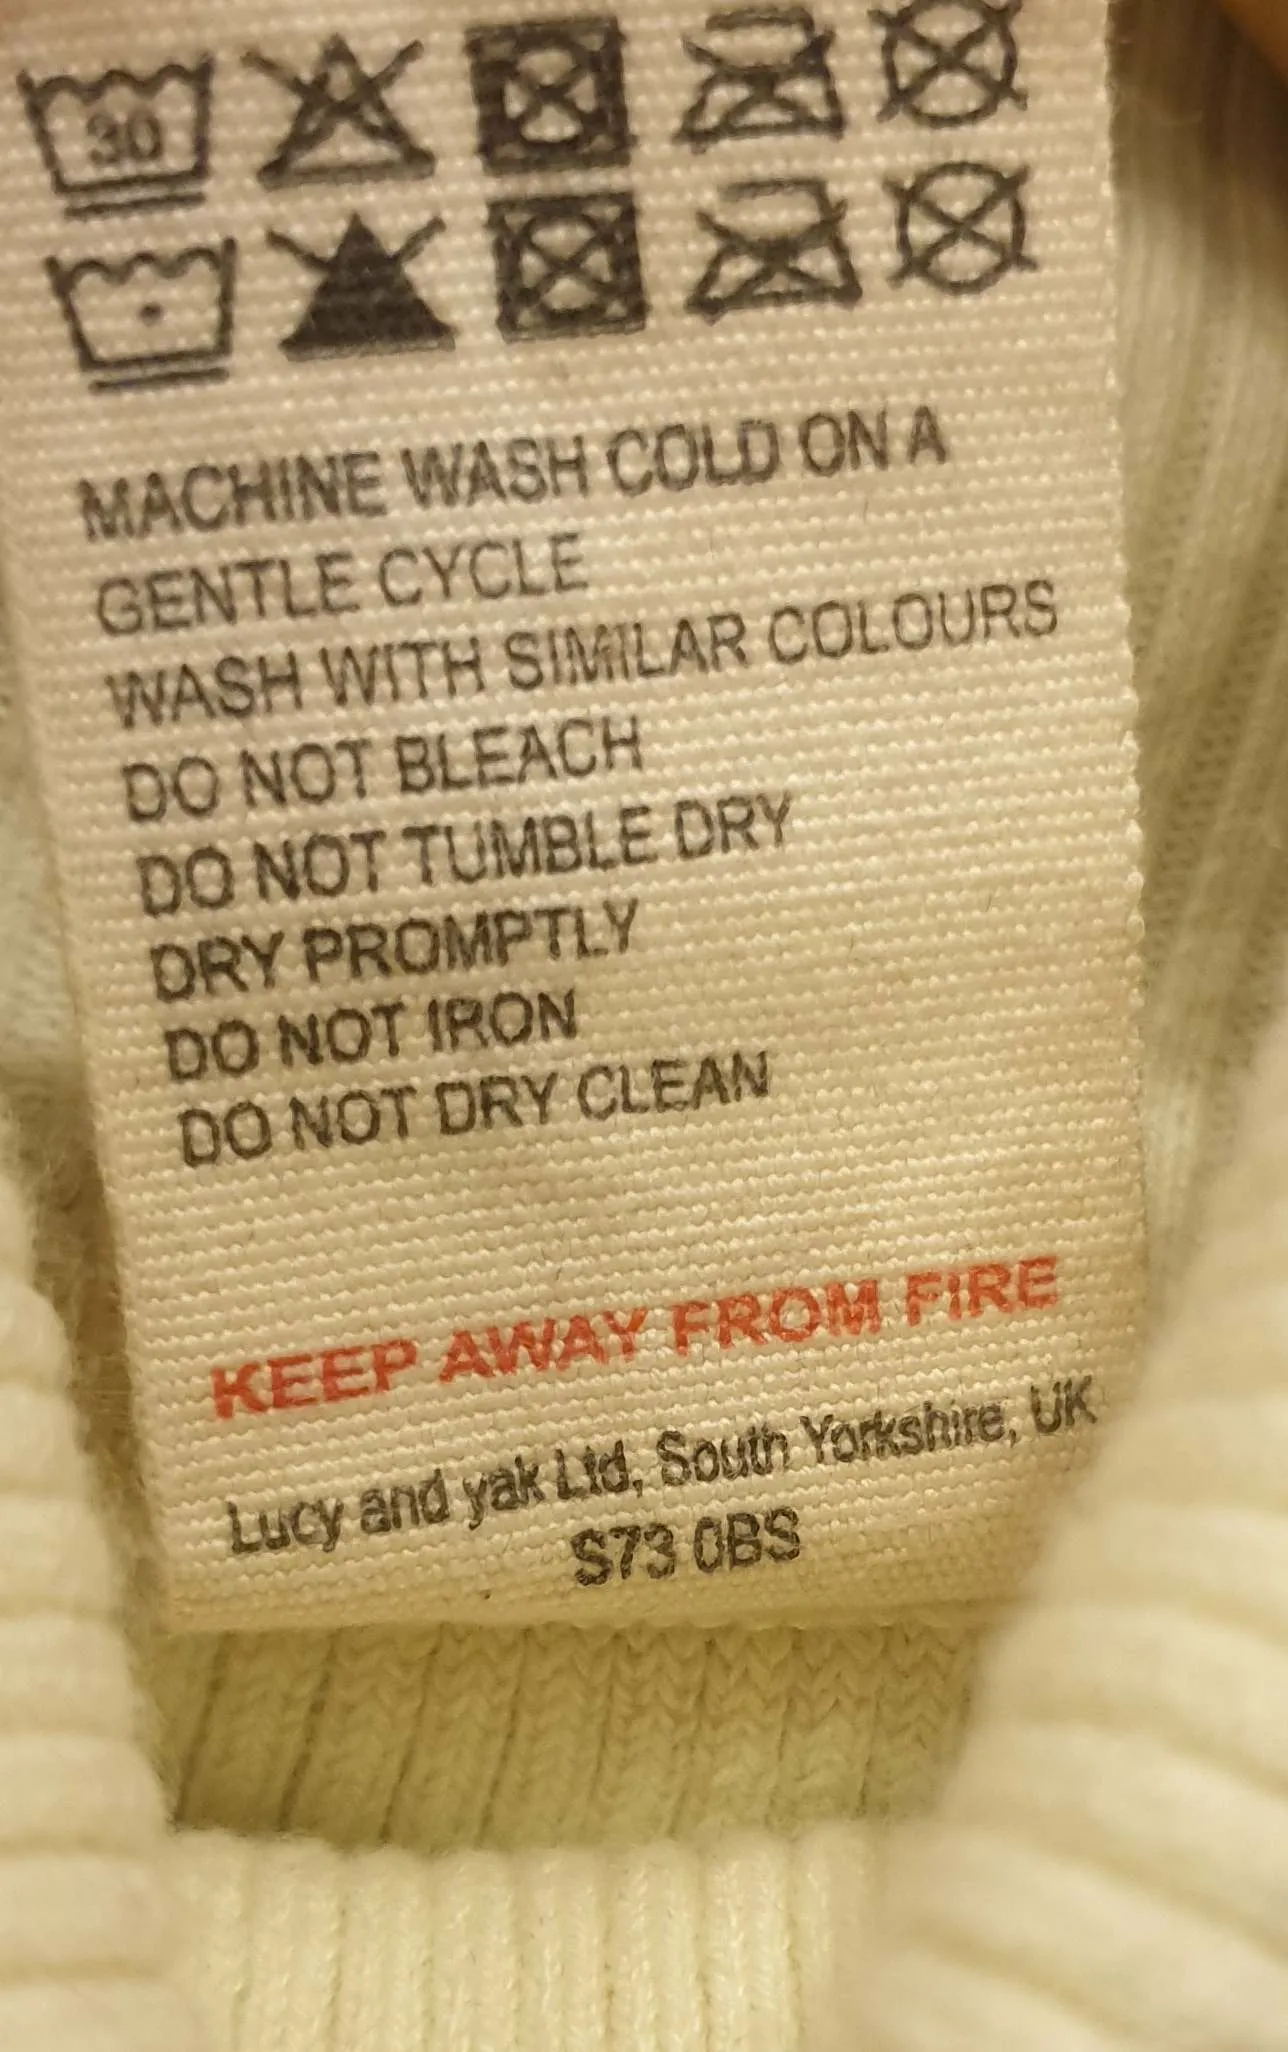 30
MACHINE WASH COLD ON A
GENTLE CYCLE
WASH WITH SIMILAR COLOURS
DO NOT BLEACH
DO NOT TUMBLE DRY
DRY PROMPTLY
DO NOT IRON
DO NOT DRY CLEAN
KEEP AWAY FROM FIRE
Lucy and yak Ltd, South Yorkshire, UK
S73 0BS